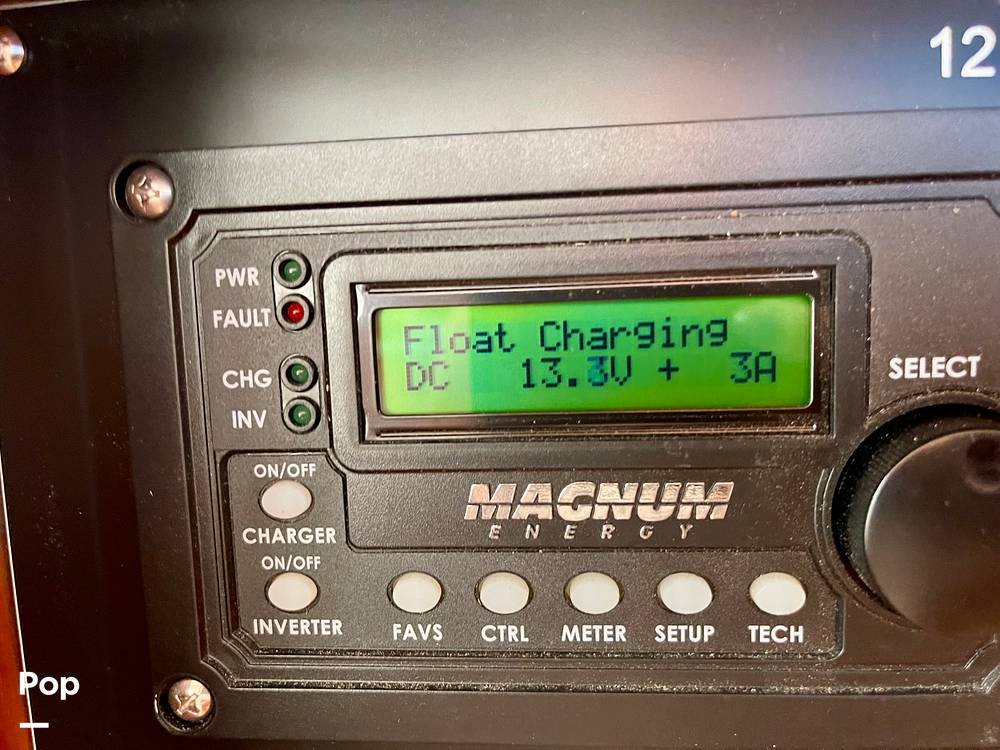 12
PWR
FAULT
CHG
INV
Float Charging
DC 13.3V + 3A
SELECT
ON/OFF
CHARGER
ON/OFF
INVERTER
MAGNUM
ENERGY
FAVS
CTRL
METER
SETUP
TECH
Pop